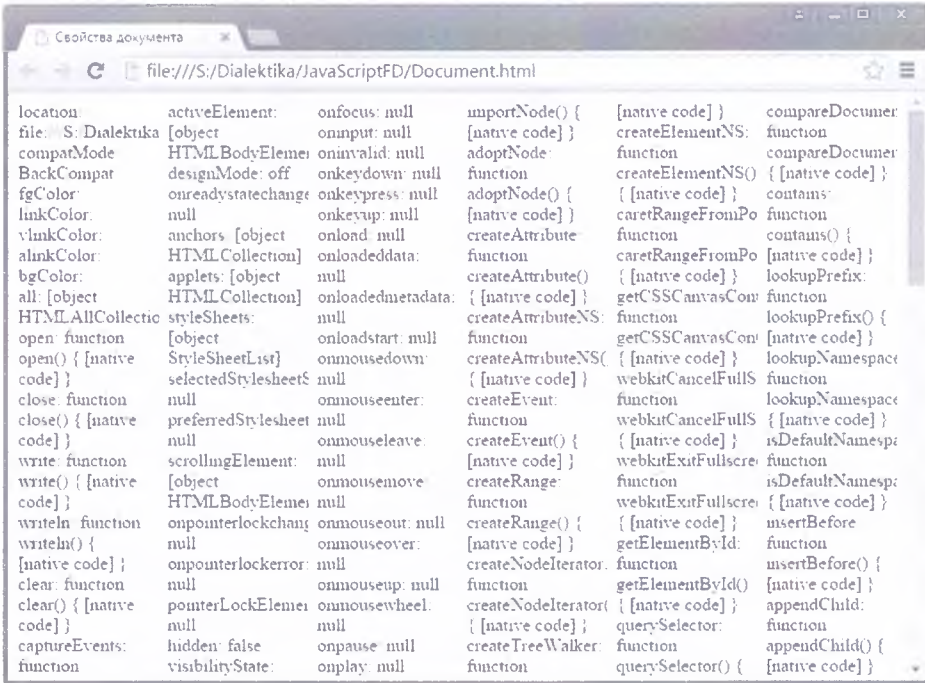 Свойства документа
file:///S:/Dialektika/JavaScriptFD/Document.html
location:
file: S: Dialektika
compatMode
BackCompat
fgColor:
linkColor:
vlinkColor:
alinkColor:
bgColor:
all: [object
HTMLAllCollectic
open: function
open() { [native
code] }
close: function
close() { [native
code] }
write: function
write() { [native
code] }
writeln: function
writeln() {
[native code] }
clear: function
clear() { [native
code] }
captureEvents:
function
activeElement:
[object
HTMLBodyElemen
designMode: off
onreadystatechange
null
anchors: [object
HTMLCollection]
applets: [object
HTMLCollection]
styleSheets:
[object
StyleSheetList]
selectedStylesheetS
null
preferredStylesheet
null
scrollingElement:
[object
HTMLBodyElemen
onpointerlockchang
null
onpointerlockerror:
null
pointerLockElemen
null
hidden: false
visibilityState:
onfocus: null
oninput: null
oninvalid: null
onkeydown: null
onkeypress: null
onkeyup: null
onload: null
onloadeddata:
null
onloadedmetadata:
null
onloadstart: null
onmousedown:
null
onmouseenter:
null
onmouseleave:
null
onmousemove
null
onmouseout: null
onmouseover:
null
onmouseup: null
onmousewheel:
null
onpause: null
onplay: null
importNode() {
[native code] }
adoptNode:
function
adoptNode() {
[native code] }
createAttribute
function
createAttribute()
{ [native code] }
createAttributeNS:
function
createAttributeNS(
{ [native code] }
createEvent:
function
createEvent() {
[native code] }
createRange:
function
createRange() {
[native code] }
createNodeIterator:
function
createNodeIterator(
{ [native code] }
createTreeWalker:
function
[native code] }
createElementNS:
function
createElementNS()
{ [native code] }
caretRangeFromPo
function
caretRangeFromPo
{ [native code] }
getCSSCanvasCont
function
getCSSCanvasCont
{ [native code] }
webkitCancelFullS
function
webkitCancelFullS
{ [native code] }
webkitExitFullscree
function
webkitExitFullscree
{ [native code] }
getElementById:
function
getElementById()
{ [native code] }
querySelector:
function
querySelector() {
compareDocumen
function
compareDocumen
{ [native code] }
contains:
function
contains() {
[native code] }
lookupPrefix:
function
lookupPrefix() {
[native code] }
lookupNamespace
function
lookupNamespace
{ [native code] }
isDefaultNamespa
function
isDefaultNamespa
{ [native code] }
insertBefore
function
insertBefore() {
[native code] }
appendChild:
function
appendChild() {
[native code] }